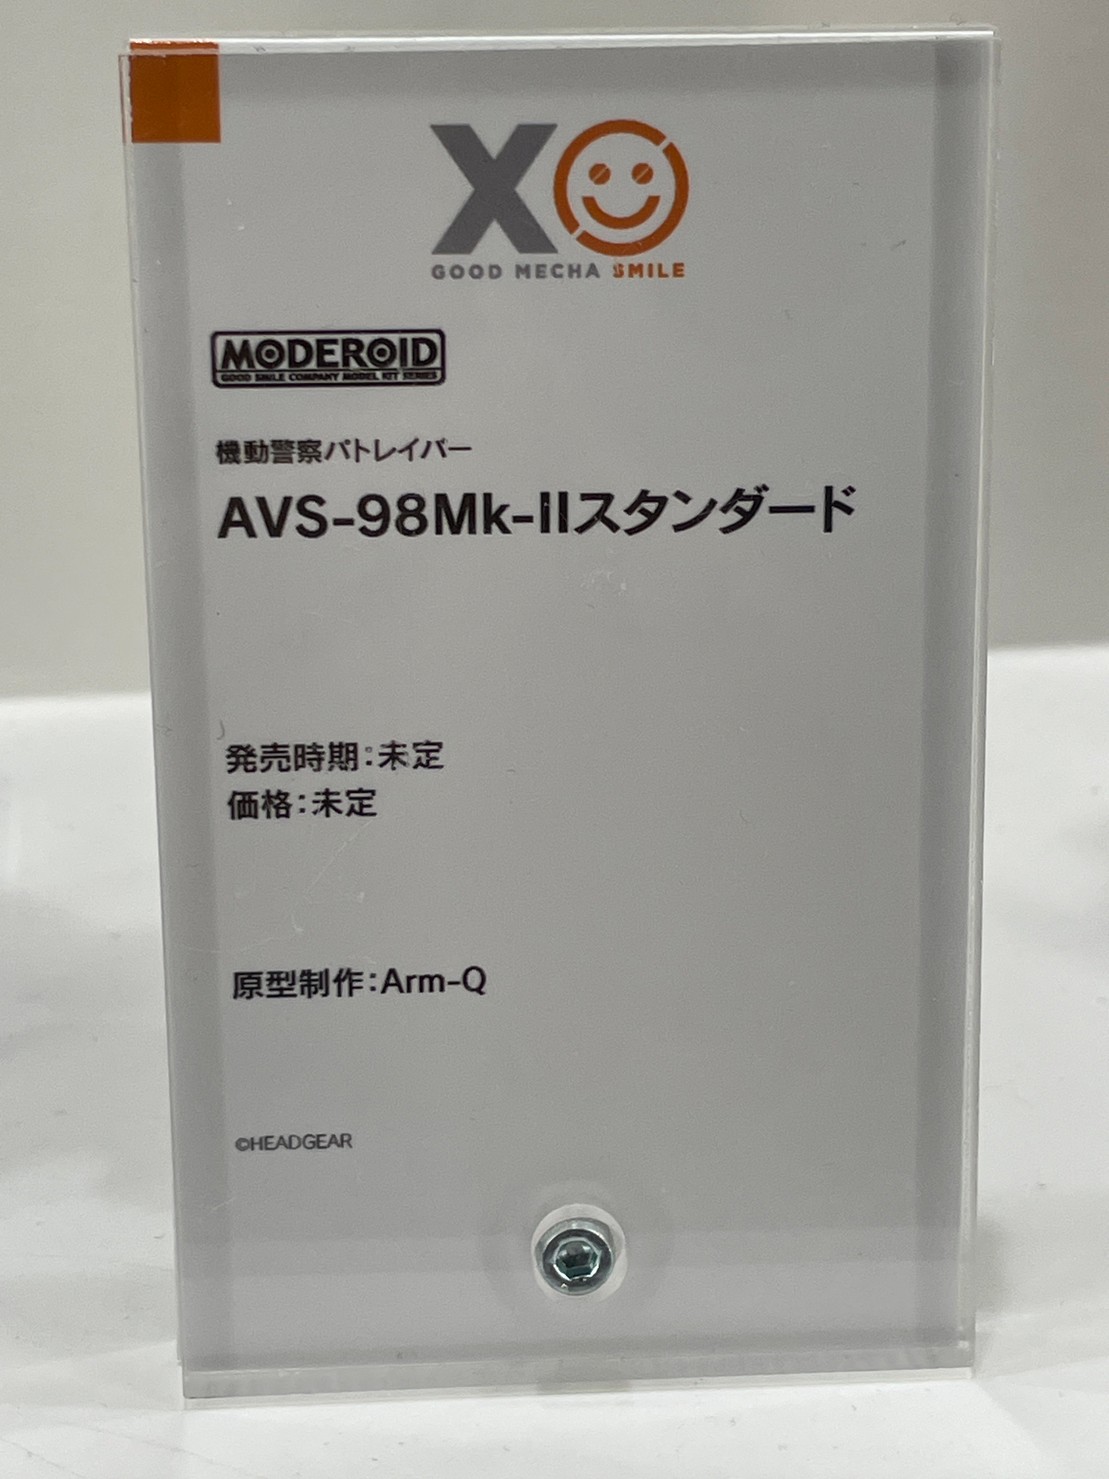 XO
GOOD MECHA SMILE
MODEROID
GOOD SMILE COMPANY MODEL KIT SERIES
機動警察パトレイバー
AVS-98Mk-IIスタンダード
発売時期:未定
価格:未定
原型制作:Arm-Q
©HEADGEAR